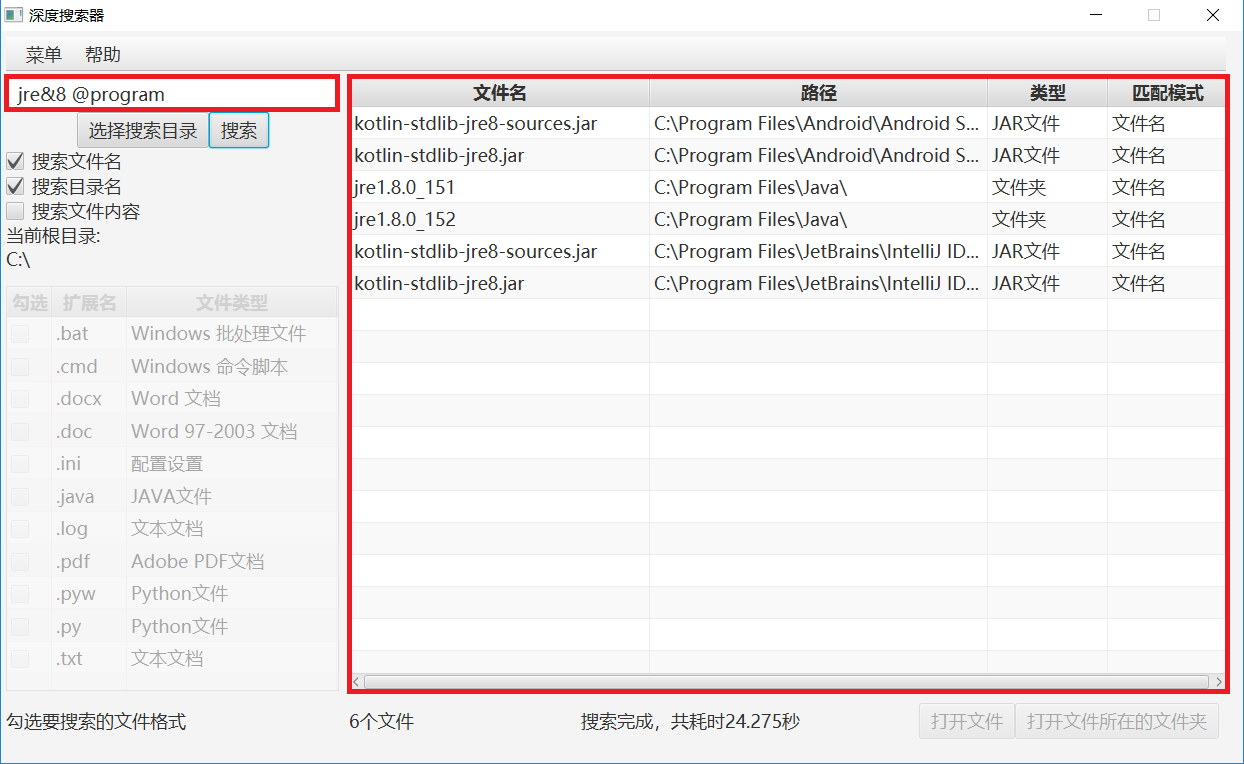 深度搜索器
菜单 帮助
jre&8 @program
选择搜索目录 搜索
搜索文件名
搜索目录名
搜索文件内容
当前根目录:
C:\
勾选 扩展名 文件类型
.bat Windows 批处理文件
.cmd Windows 命令脚本
.docx Word 文档
.doc Word 97-2003 文档
.ini 配置设置
.java JAVA文件
.log 文本文档
.pdf Adobe PDF文档
.pyw Python文件
.py Python文件
.txt 文本文档
文件名 路径 类型 匹配模式
kotlin-stdlib-jre8-sources.jar C:\Program Files\Android\Android S... JAR文件 文件名
kotlin-stdlib-jre8.jar C:\Program Files\Android\Android S... JAR文件 文件名
jre1.8.0_151 C:\Program Files\Java\ 文件夹 文件名
jre1.8.0_152 C:\Program Files\Java\ 文件夹 文件名
kotlin-stdlib-jre8-sources.jar C:\Program Files\JetBrains\IntelliJ ID... JAR文件 文件名
kotlin-stdlib-jre8.jar C:\Program Files\JetBrains\IntelliJ ID... JAR文件 文件名
勾选要搜索的文件格式 6个文件 搜索完成，共耗时24.275秒 打开文件 打开文件所在的文件夹